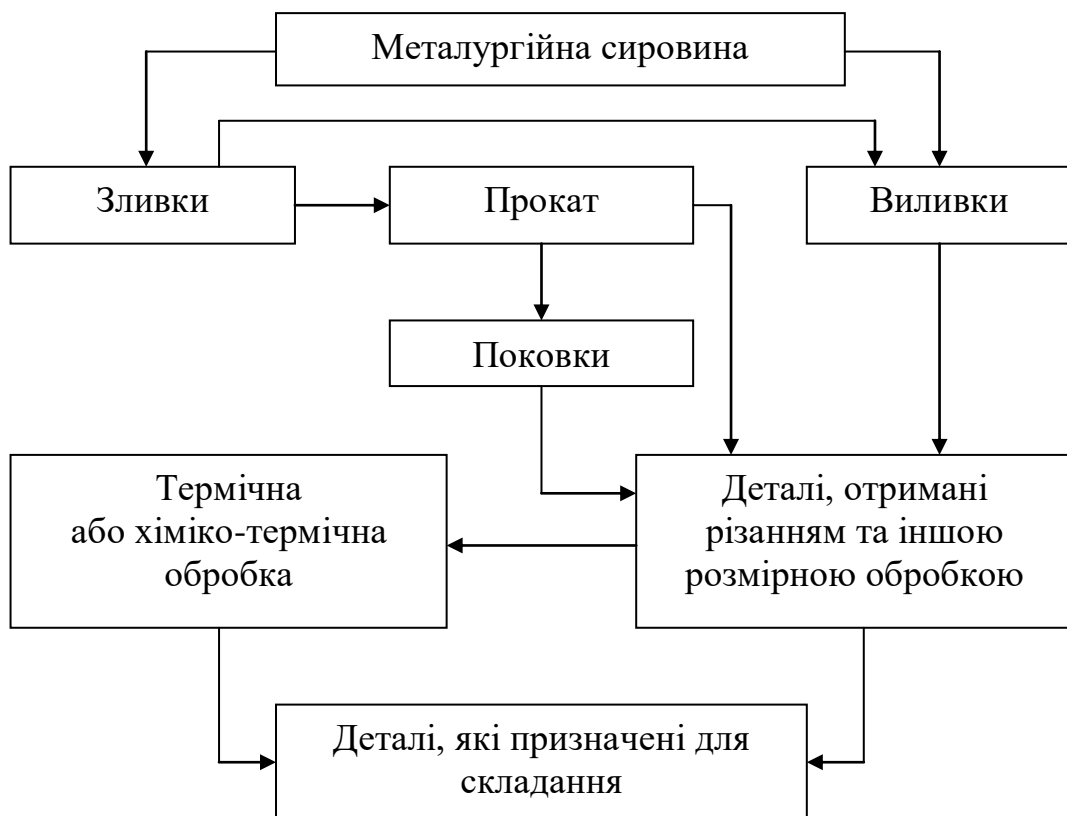 Металургійна сировина
Зливки
Прокат
Виливки
Поковки
Термічна
або хіміко-термічна
обробка
Деталі, отримані
різанням та іншою
розмірною обробкою
Деталі, які призначені для
складання